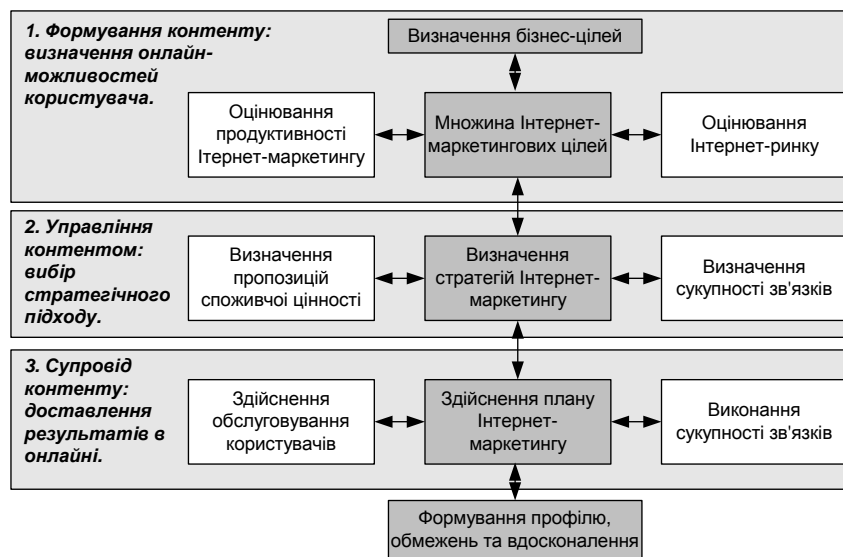 1. Формування контенту:
визначення онлайн-
можливостей
користувача.
Визначення бізнес-цілей
Оцінювання
продуктивності
Ітернет-маркетингу
Множина Інтернет-
маркетингових цілей
Оцінювання
Інтернет-ринку
2. Управління
контентом:
вибір
стратегічного
підходу.
Визначення
пропозицій
споживчої цінності
Визначення
стратегій Інтернет-
маркетингу
Визначення
сукупності зв'язків
3. Супровід
контенту:
доставлення
результатів в
онлайні.
Здійснення
обслуговування
користувачів
Здійснення плану
Інтернет-
маркетингу
Виконання
сукупності зв'язків
Формування профілю,
обмежень та вдосконалення